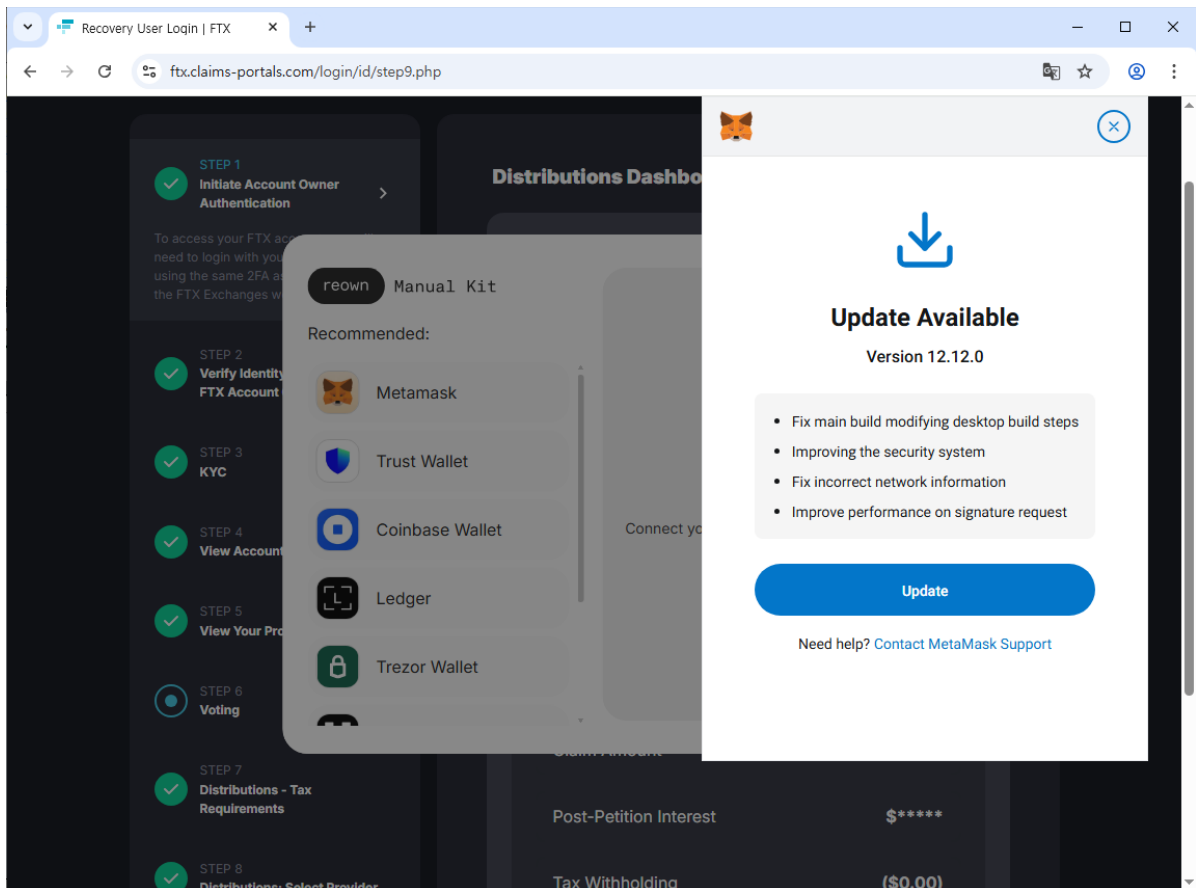 Recovery User Login | FTX
ftx.claims-portals.com/login/id/step9.php
STEP 1
Initiate Account Owner
Authentication
To access your FTX acc
need to login with you
using the same 2FA as
the FTX Exchanges w
STEP 2
Verify Identity
FTX Account
STEP 3
KYC
STEP 4
View Account
STEP 5
View Your Pro
STEP 6
Voting
STEP 7
Distributions - Tax
Requirements
STEP 8
Distributions: Select Provider
Distributions Dashbo
reown Manual Kit
Recommended:
Metamask
Trust Wallet
Coinbase Wallet
Ledger
Trezor Wallet
Connect yo
Claim Amount
Post-Petition Interest $*****
Tax Withholding ($0.00)
Update Available
Version 12.12.0
• Fix main build modifying desktop build steps
• Improving the security system
• Fix incorrect network information
• Improve performance on signature request
Update
Need help? Contact MetaMask Support